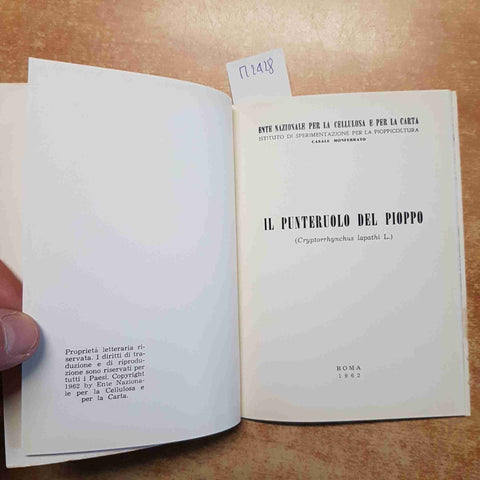 П2428
Proprietà letteraria ri-
servata. I diritti di tra-
duzione e di riprodu-
zione sono riservati per
tutti i Paesi. Copyright
1962 by Ente Naziona-
le per la Cellulosa e
per la Carta.
ENTE NAZIONALE PER LA CELLULOSA E PER LA CARTA
ISTITUTO DI SPERIMENTAZIONE PER LA PIOPPICOLTURA
CASALE MONFERRATO
IL PUNTERUOLO DEL PIOPPO
(Cryptorrhynchus lapathi L.)
ROMA
1962